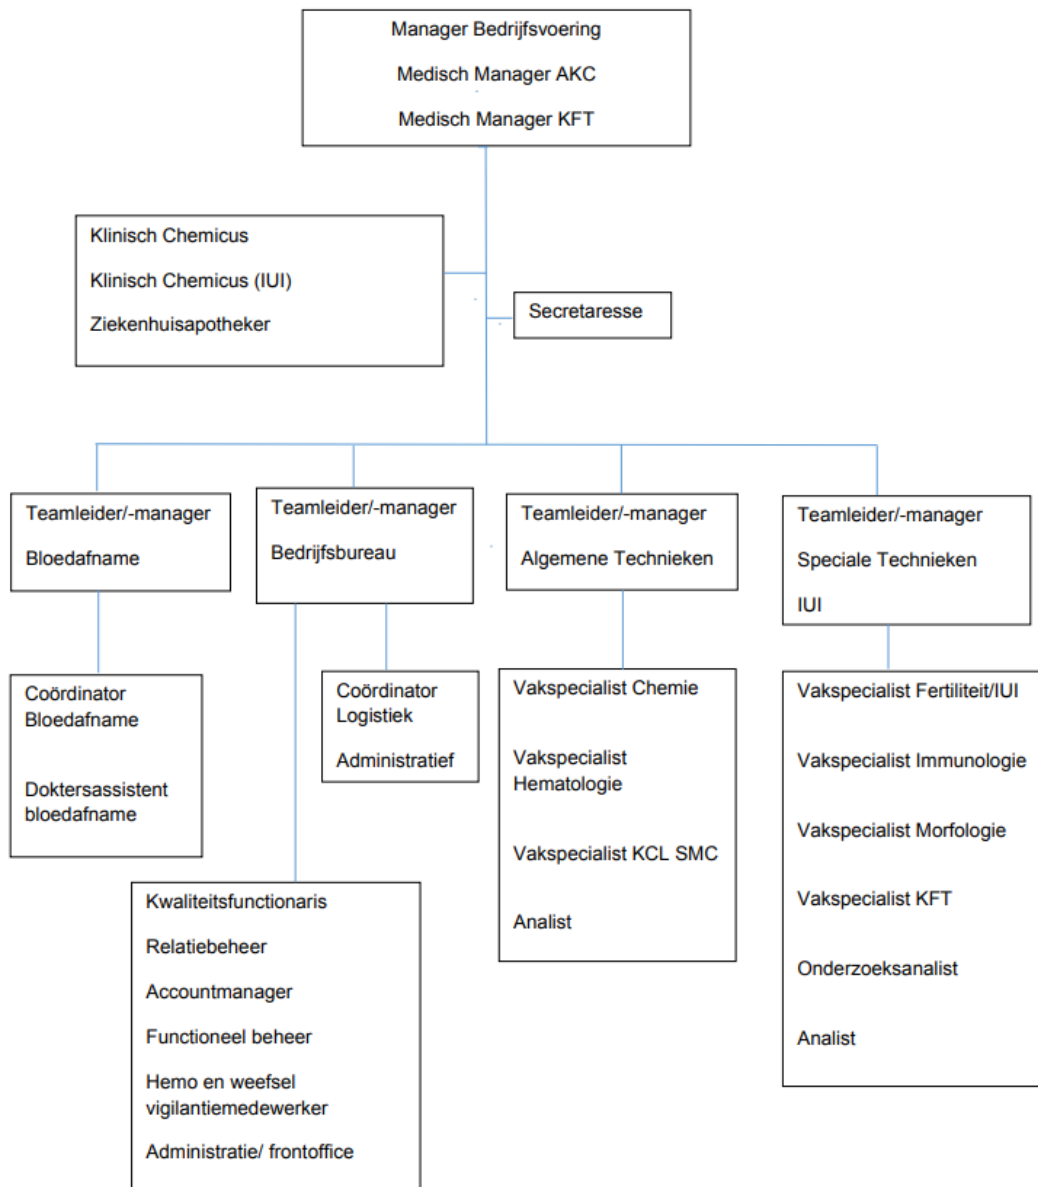 Manager Bedrijfsvoering
Medisch Manager AKC
Medisch Manager KFT
Klinisch Chemicus
Klinisch Chemicus (IUI)
Ziekenhuisapotheker
Secretaresse
Teamleider/-manager
Bloedafname
Teamleider/-manager
Bedrijfsbureau
Teamleider/-manager
Algemene Technieken
Teamleider/-manager
Speciale Technieken
IUI
Coördinator
Bloedafname
Doktersassistent
bloedafname
Coördinator
Logistiek
Administratief
Vakspecialist Chemie
Vakspecialist
Hematologie
Vakspecialist KCL SMC
Analist
Vakspecialist Fertiliteit/IUI
Vakspecialist Immunologie
Vakspecialist Morfologie
Vakspecialist KFT
Onderzoeksanalist
Analist
Kwaliteitsfunctionaris
Relatiebeheer
Accountmanager
Functioneel beheer
Hemo en weefsel
vigilantiemedewerker
Administratie/ frontoffice